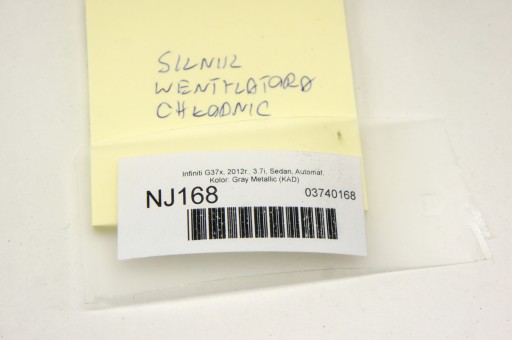 SILNIK
WENTYLATORA
CHŁODNIC
Infiniti G37x, 2012r., 3.7i, Sedan, Automat,
Kolor: Gray Metallic (KAD)
NJ168
03740168